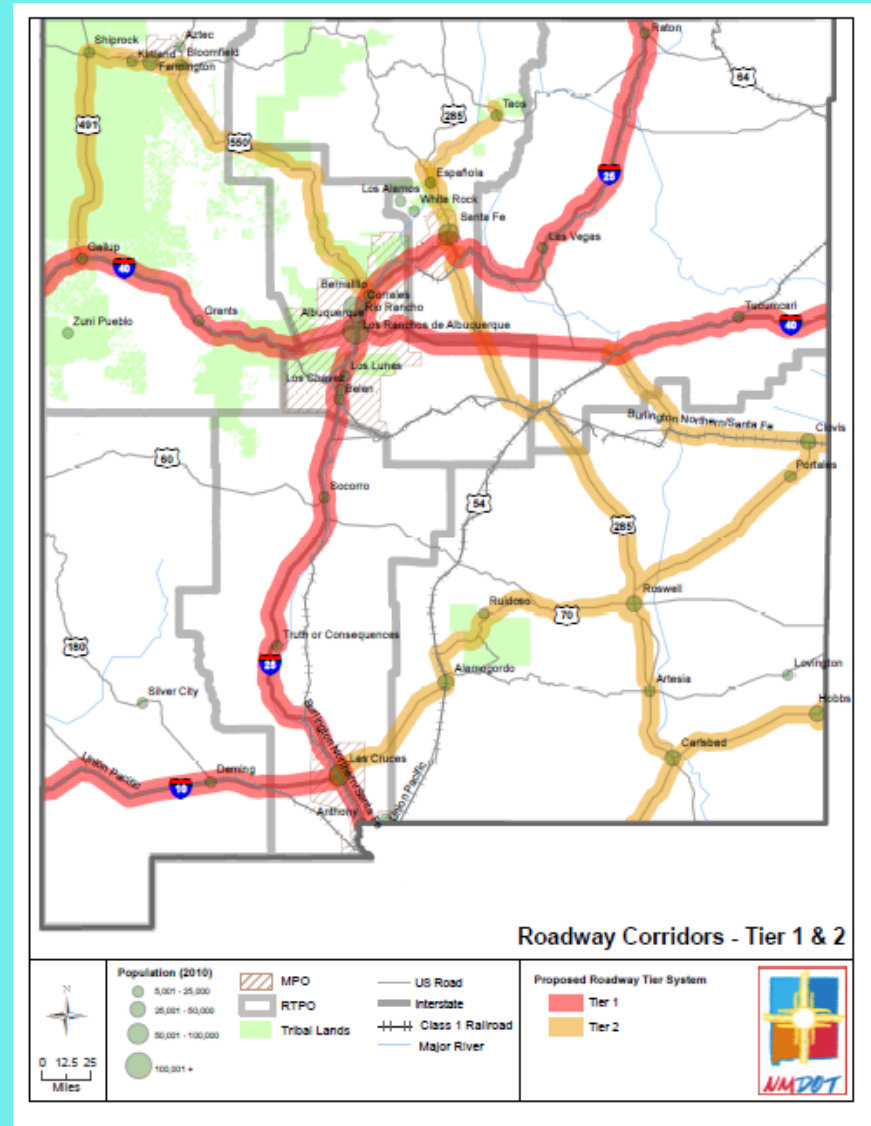 Raton
Aztec
Shiprock
Kirtland
Bloomfield
Farmington
64
Taos
285
491
550
Española
25
Los Alamos
White Rock
Santa Fe
Las Vegas
Gallup
40
Bernalillo
Corrales
Tucumcari
Grants
Albuquerque
Rio Rancho
40
Zuni Pueblo
Los Ranchos de Albuquerque
Los Lunas
Los Chavez
Belen
Burlington Northern/Santa Fe
Clovis
60
Portales
Socorro
54
285
Roswell
Ruidoso
70
Truth or Consequences
180
25
Alamogordo
Artesia
Lovington
Silver City
Hobbs
Burlington Northern/Santa Fe
Carlsbad
Las Cruces
Union Pacific
Deming
10
Union Pacific
Anthony
Roadway Corridors - Tier 1 & 2
N
0 12.5 25
Miles
Population (2010)
5,001 - 25,000
25,001 - 50,000
50,001 - 100,000
100,001 +
MPO
RTPO
Tribal Lands
US Road
Interstate
Class 1 Railroad
Major River
Proposed Roadway Tier System
Tier 1
Tier 2
NMDOT